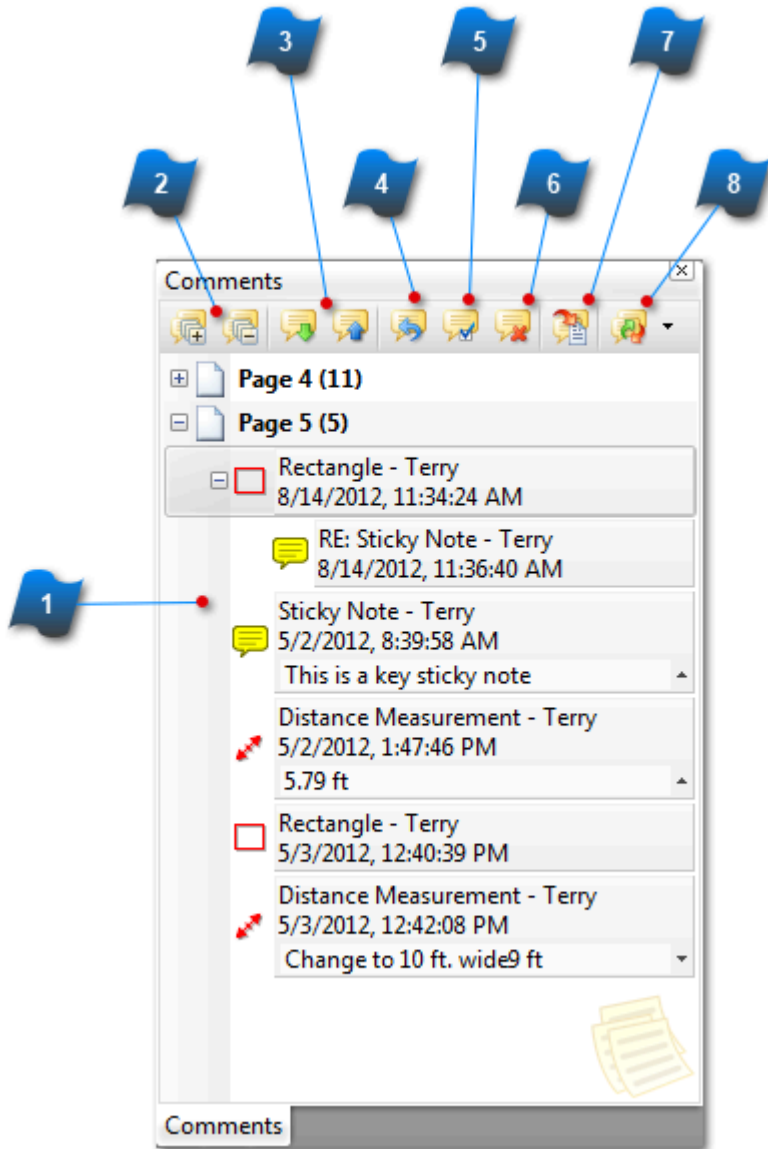 3
5
7
2
4
6
8
Comments
Page 4 (11)
Page 5 (5)
Rectangle - Terry
8/14/2012, 11:34:24 AM
RE: Sticky Note - Terry
8/14/2012, 11:36:40 AM
1
Sticky Note - Terry
5/2/2012, 8:39:58 AM
This is a key sticky note
Distance Measurement - Terry
5/2/2012, 1:47:46 PM
5.79 ft
Rectangle - Terry
5/3/2012, 12:40:39 PM
Distance Measurement - Terry
5/3/2012, 12:42:08 PM
Change to 10 ft. wide9 ft
Comments